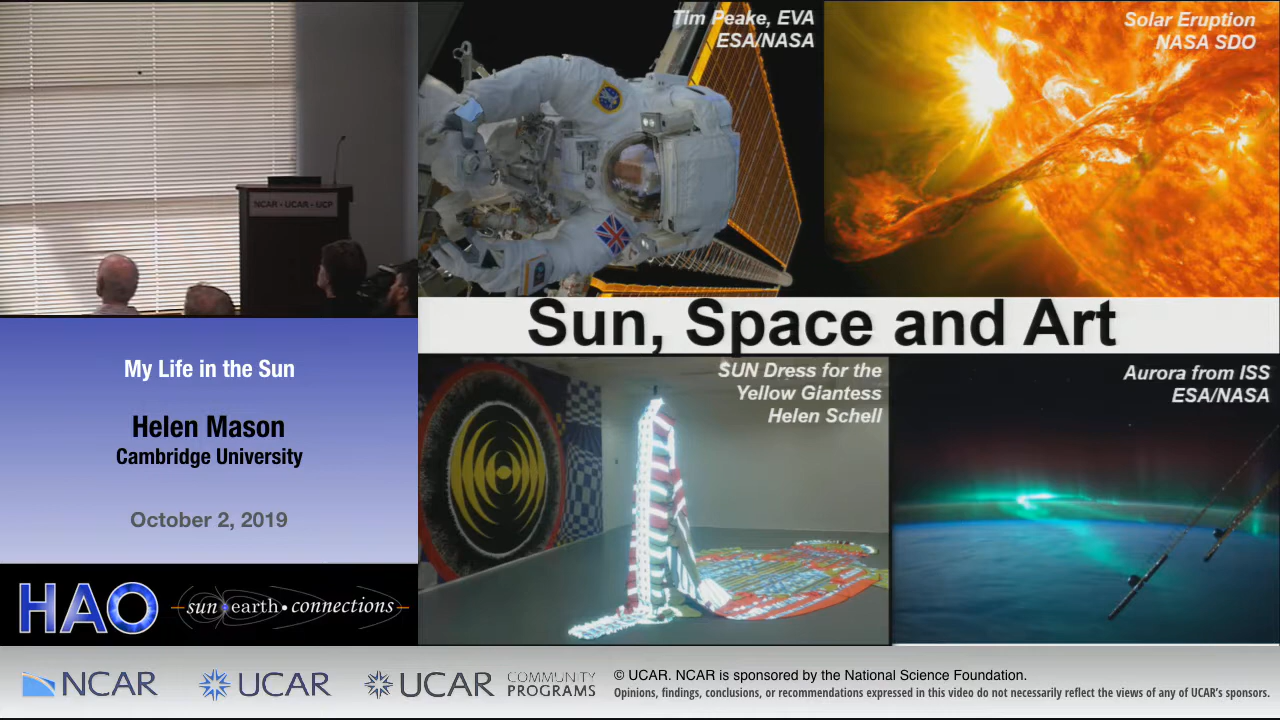 NCAR • UCAR • UCP
My Life in the Sun
Helen Mason
Cambridge University
October 2, 2019
HAO
sun • earth • connections
Tim Peake, EVA
ESA/NASA
Solar Eruption
NASA SDO
Sun, Space and Art
SUN Dress for the
Yellow Giantess
Helen Schell
Aurora from ISS
ESA/NASA
NCAR
UCAR
UCAR
COMMUNITY
PROGRAMS
© UCAR. NCAR is sponsored by the National Science Foundation.
Opinions, findings, conclusions, or recommendations expressed in this video do not necessarily reflect the views of any of UCAR's sponsors.